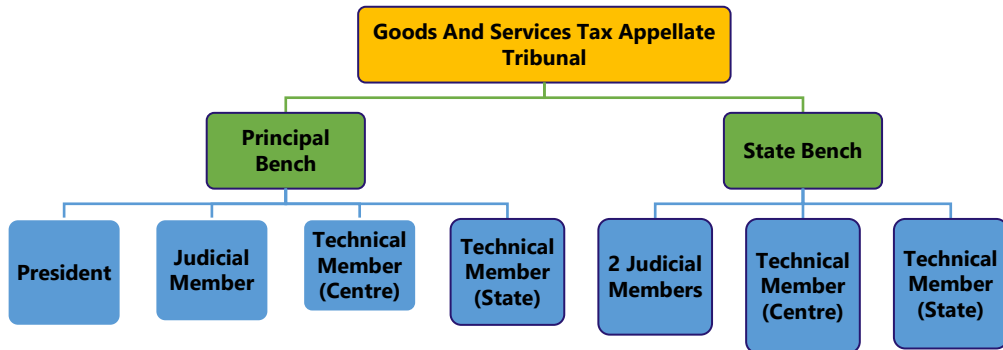 Goods And Services Tax Appellate
Tribunal
Principal
Bench
State Bench
President
Judicial
Member
Technical
Member
(Centre)
Technical
Member
(State)
2 Judicial
Members
Technical
Member
(Centre)
Technical
Member
(State)